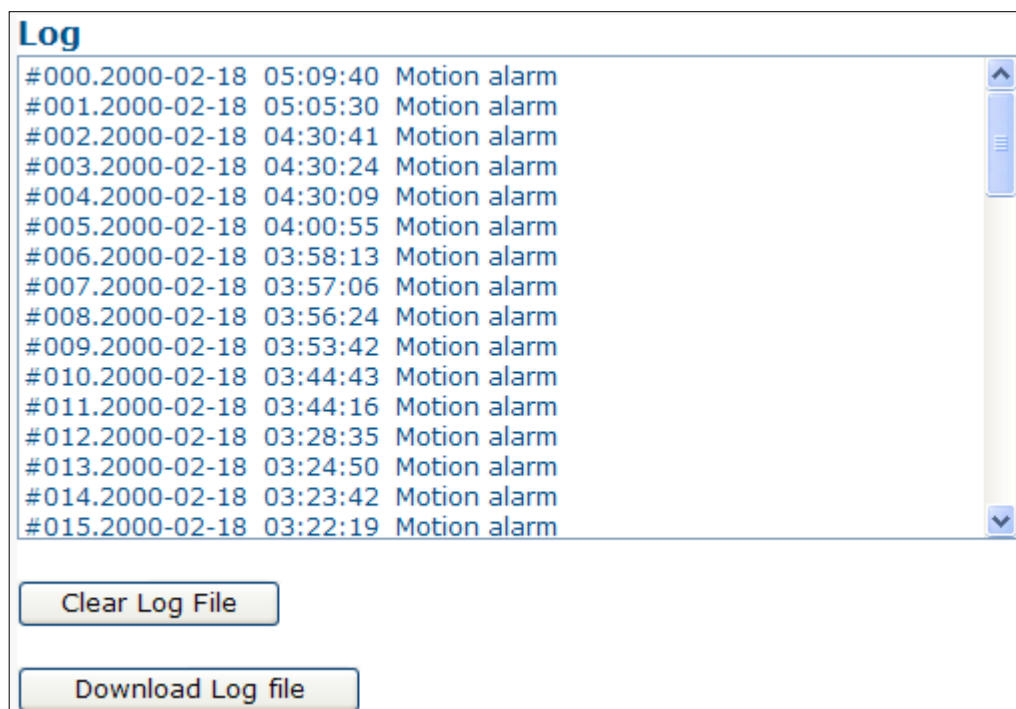 Log
#000.2000-02-18 05:09:40 Motion alarm
#001.2000-02-18 05:05:30 Motion alarm
#002.2000-02-18 04:30:41 Motion alarm
#003.2000-02-18 04:30:24 Motion alarm
#004.2000-02-18 04:30:09 Motion alarm
#005.2000-02-18 04:00:55 Motion alarm
#006.2000-02-18 03:58:13 Motion alarm
#007.2000-02-18 03:57:06 Motion alarm
#008.2000-02-18 03:56:24 Motion alarm
#009.2000-02-18 03:53:42 Motion alarm
#010.2000-02-18 03:44:43 Motion alarm
#011.2000-02-18 03:44:16 Motion alarm
#012.2000-02-18 03:28:35 Motion alarm
#013.2000-02-18 03:24:50 Motion alarm
#014.2000-02-18 03:23:42 Motion alarm
#015.2000-02-18 03:22:19 Motion alarm
Clear Log File
Download Log file